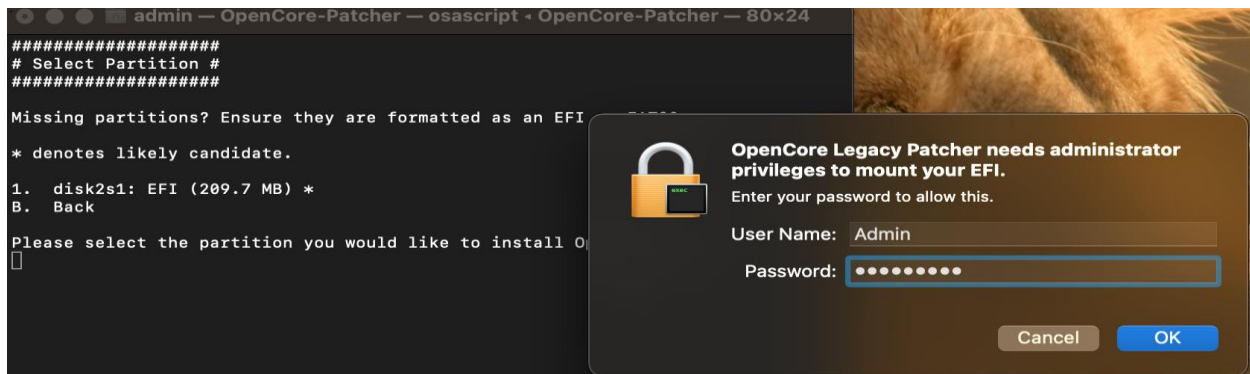 admin — OpenCore-Patcher — osascript ◂ OpenCore-Patcher — 80×24
####################
# Select Partition #
####################
Missing partitions? Ensure they are formatted as an EFI
* denotes likely candidate.
1. disk2s1: EFI (209.7 MB) *
B. Back
Please select the partition you would like to install
OpenCore Legacy Patcher needs administrator
privileges to mount your EFI.
Enter your password to allow this.
User Name: Admin
Password: ●●●●●●●●●
exec
Cancel OK